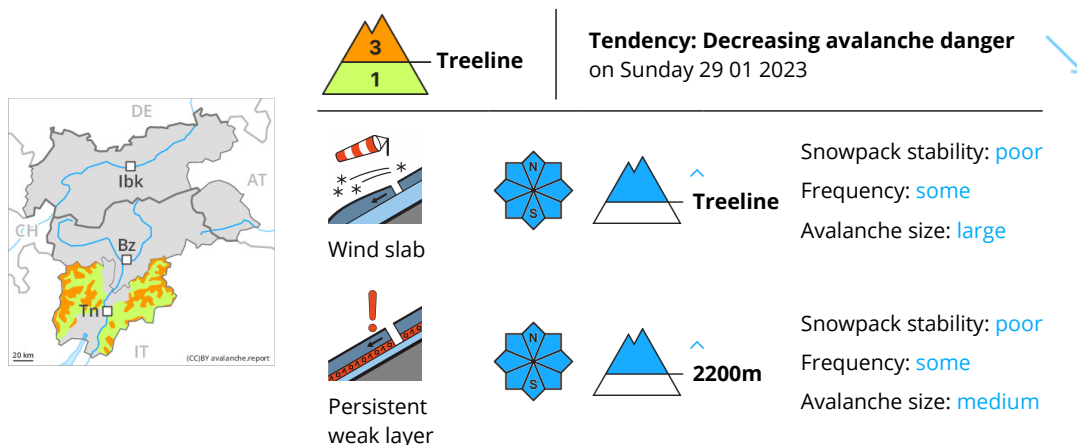 3
1
Treeline
Tendency: Decreasing avalanche danger
on Sunday 29 01 2023
DE
Ibk
AT
CH
Bz
Tn
IT
20 km
(CC)BY avalanche.report
Wind slab
N
S
Treeline
Snowpack stability: poor
Frequency: some
Avalanche size: large
Persistent
weak layer
N
S
2200m
Snowpack stability: poor
Frequency: some
Avalanche size: medium